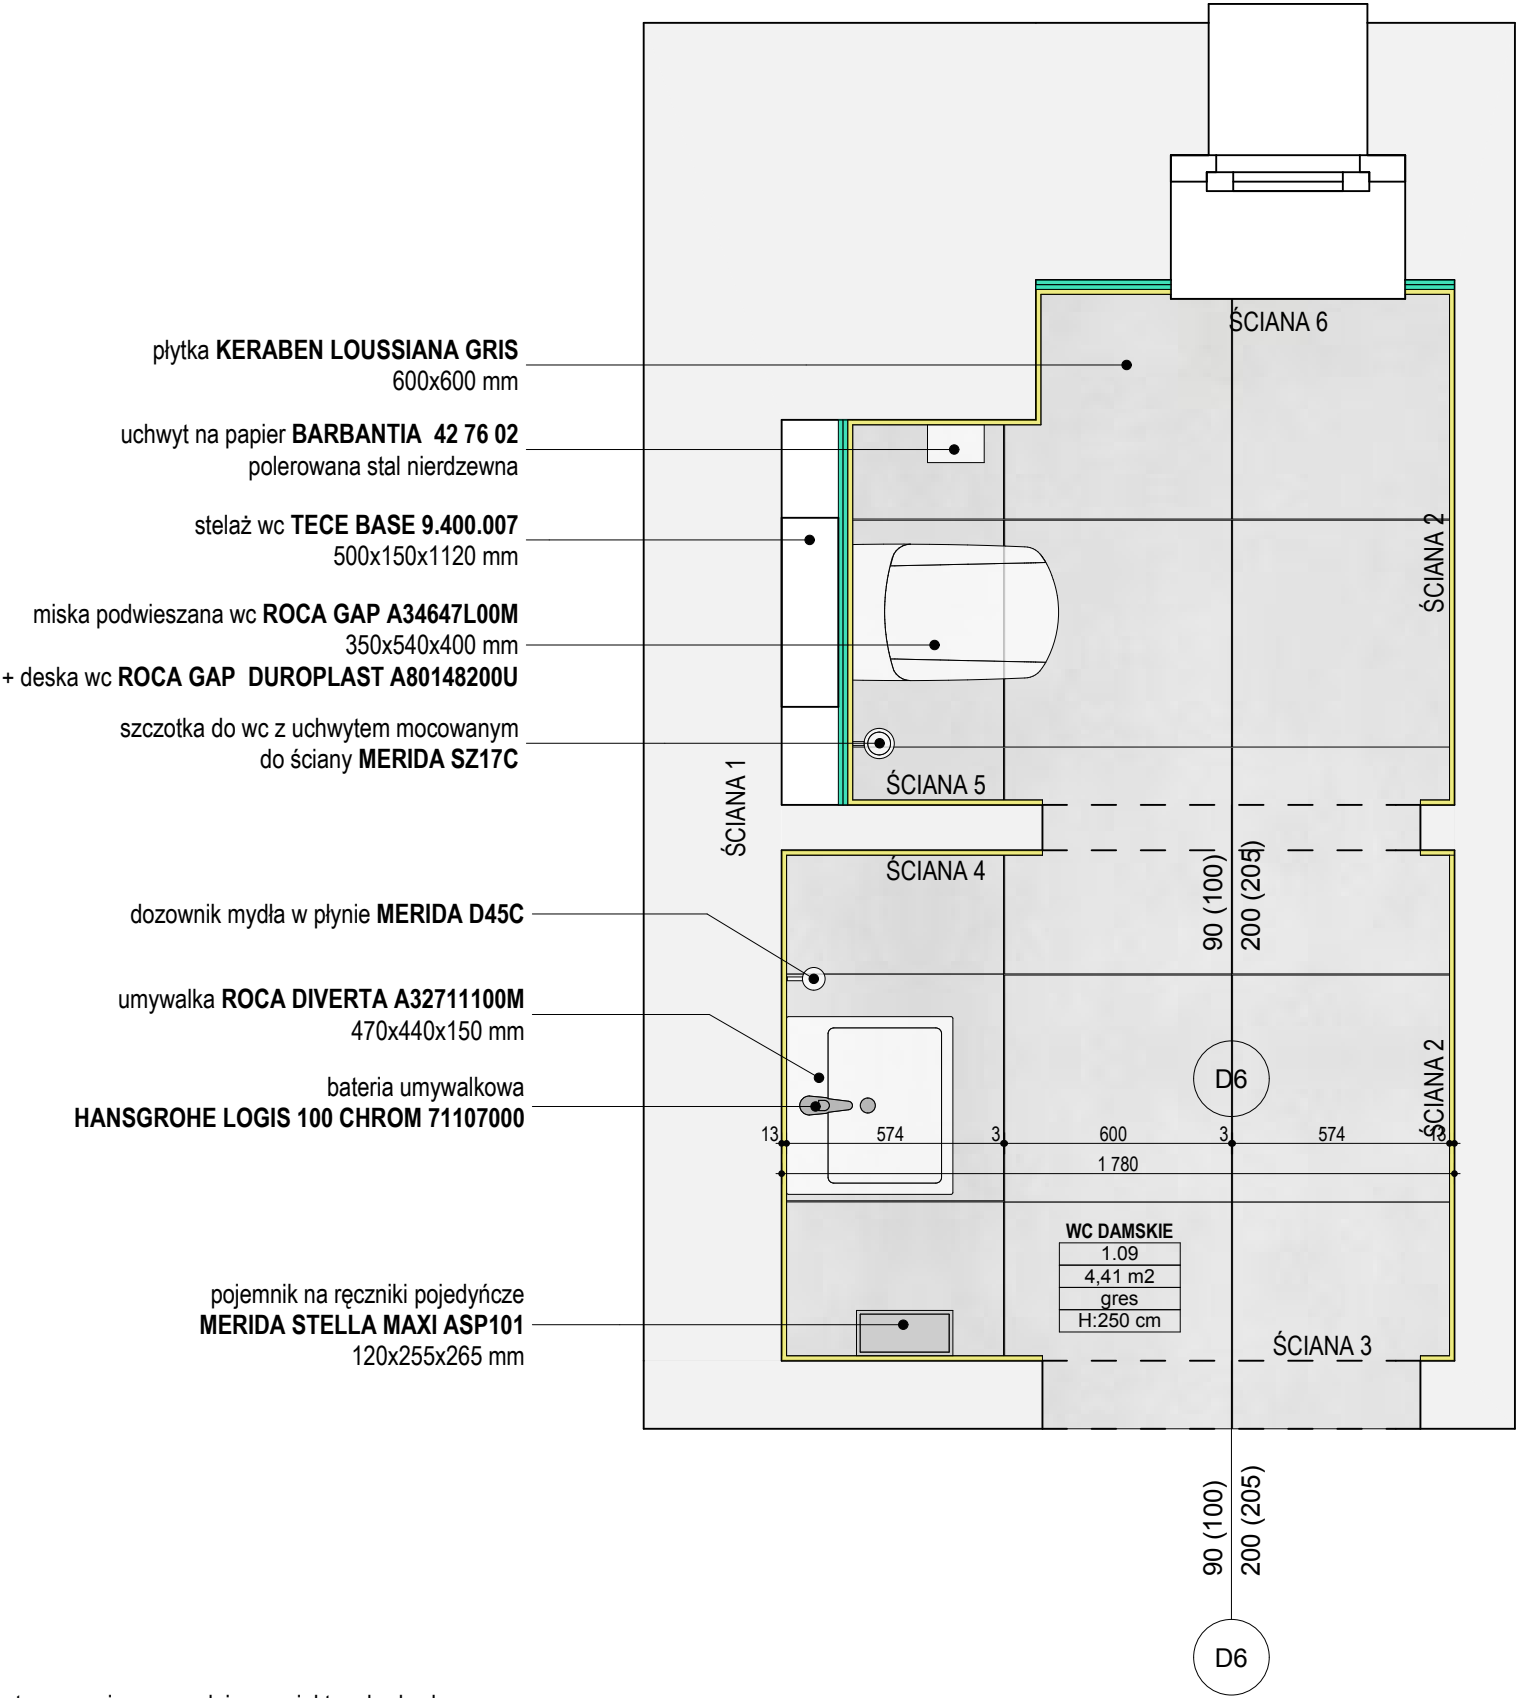 płytka KERABEN LOUSSIANA GRIS
600x600 mm
uchwyt na papier BARBANTIA 42 76 02
polerowana stal nierdzewna
stelaż wc TECE BASE 9.400.007
500x150x1120 mm
miska podwieszana wc ROCA GAP A34647L00M
350x540x400 mm
+ deska wc ROCA GAP DUROPLAST A80148200U
szczotka do wc z uchwytem mocowanym
do ściany MERIDA SZ17C
dozownik mydła w płynie MERIDA D45C
umywalka ROCA DIVERTA A32711100M
470x440x150 mm
bateria umywalkowa
HANSGROHE LOGIS 100 CHROM 71107000
pojemnik na ręczniki pojedyńcze
MERIDA STELLA MAXI ASP101
120x255x265 mm
ŚCIANA 6
ŚCIANA 2
ŚCIANA 5
ŚCIANA 1
ŚCIANA 4
90 (100)
200 (205)
D6
ŚCIANA 2
13 574 3 600 3 574 13
1 780
WC DAMSKIE
1.09
4,41 m2
gres
H:250 cm
ŚCIANA 3
90 (100)
200 (205)
D6